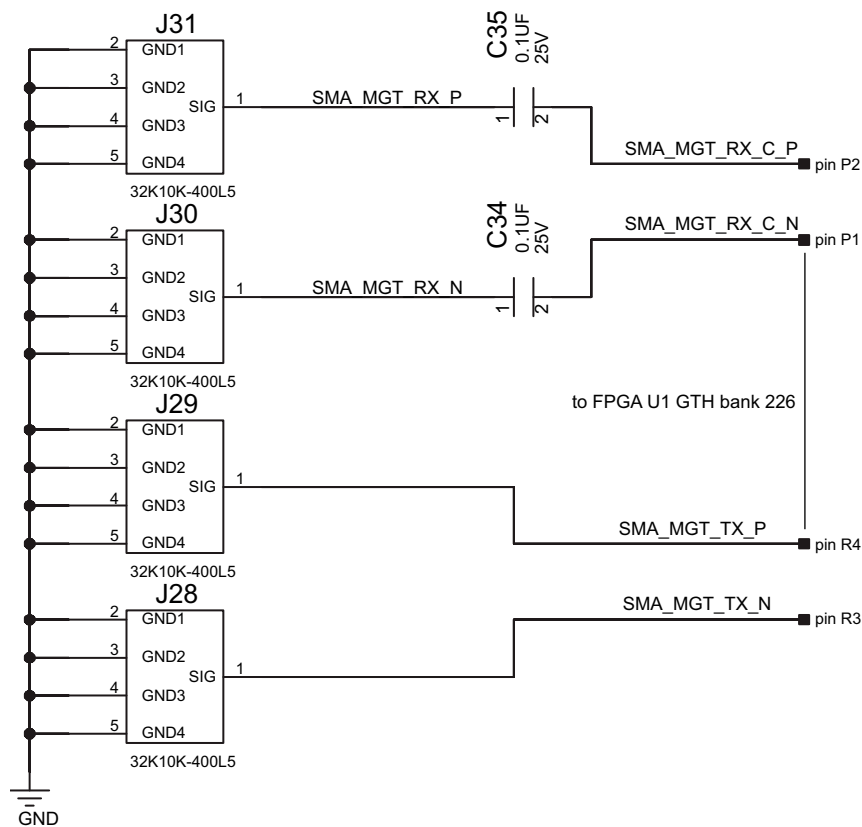 J31
2 GND1
3 GND2
SIG 1
4 GND3
5 GND4
32K10K-400L5
SMA_MGT_RX_P
C35
0.1UF
25V
1 2
SMA_MGT_RX_C_P
pin P2
J30
2 GND1
3 GND2
SIG 1
4 GND3
5 GND4
32K10K-400L5
SMA_MGT_RX_N
C34
0.1UF
25V
1 2
SMA_MGT_RX_C_N
pin P1
to FPGA U1 GTH bank 226
J29
2 GND1
3 GND2
SIG 1
4 GND3
5 GND4
32K10K-400L5
SMA_MGT_TX_P
pin R4
J28
2 GND1
3 GND2
SIG 1
4 GND3
5 GND4
32K10K-400L5
SMA_MGT_TX_N
pin R3
GND